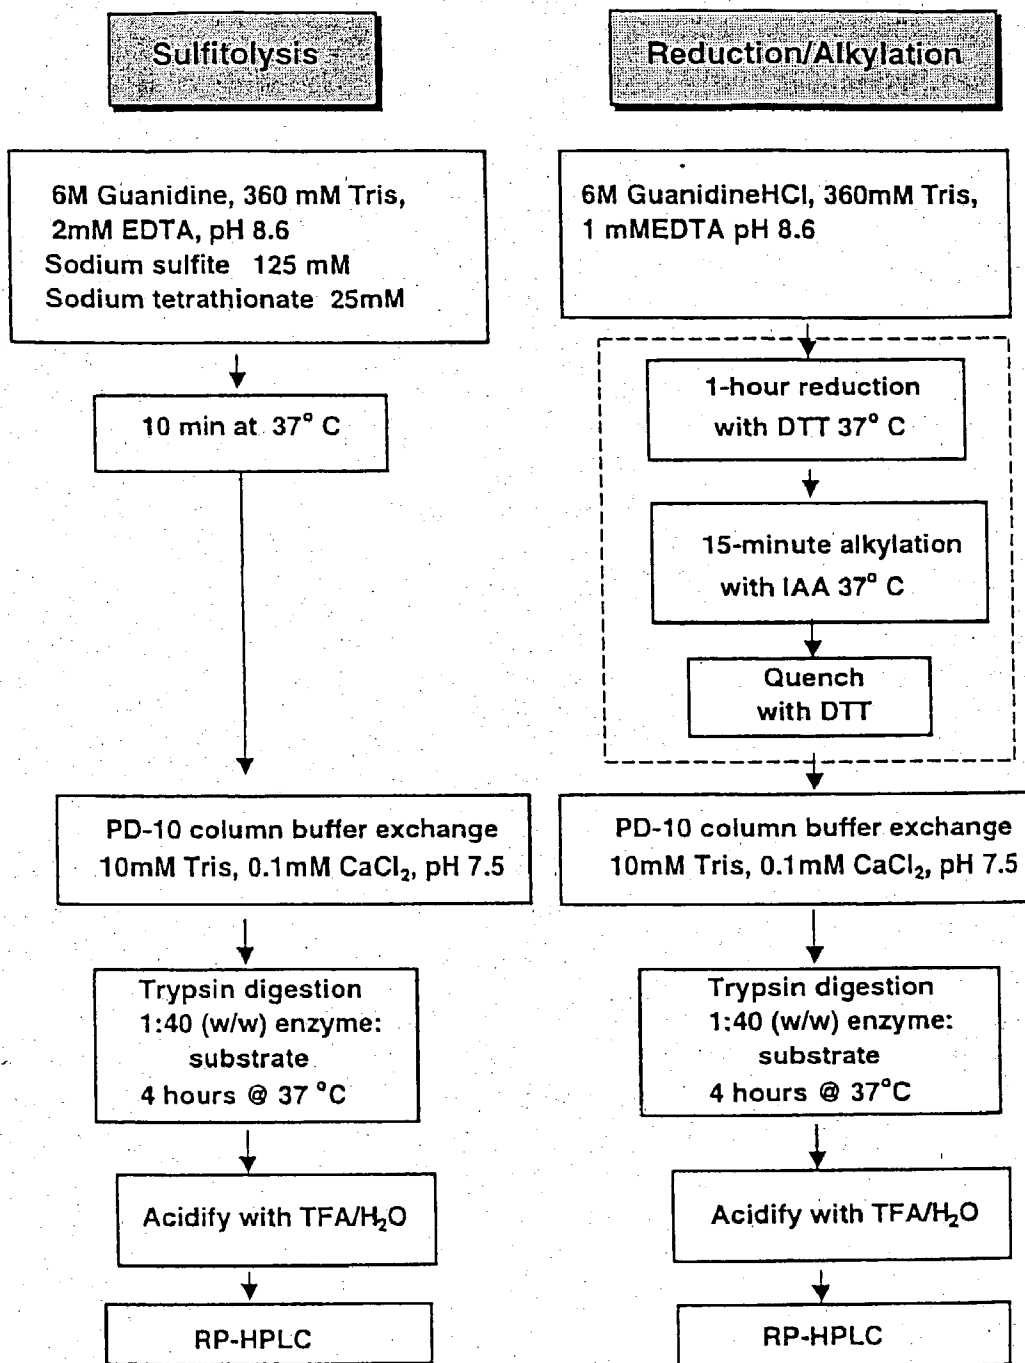 Sulfitolysis
6M Guanidine, 360 mM Tris,
2mM EDTA, pH 8.6
Sodium sulfite 125 mM
Sodium tetrathionate 25mM
10 min at 37° C
PD-10 column buffer exchange
10mM Tris, 0.1mM CaCl₂, pH 7.5
Trypsin digestion
1:40 (w/w) enzyme:
substrate
4 hours @ 37 °C
Acidify with TFA/H₂O
RP-HPLC
Reduction/Alkylation
6M GuanidineHCl, 360mM Tris,
1 mMEDTA pH 8.6
1-hour reduction
with DTT 37° C
15-minute alkylation
with IAA 37° C
Quench
with DTT
PD-10 column buffer exchange
10mM Tris, 0.1mM CaCl₂, pH 7.5
Trypsin digestion
1:40 (w/w) enzyme:
substrate
4 hours @ 37°C
Acidify with TFA/H₂O
RP-HPLC